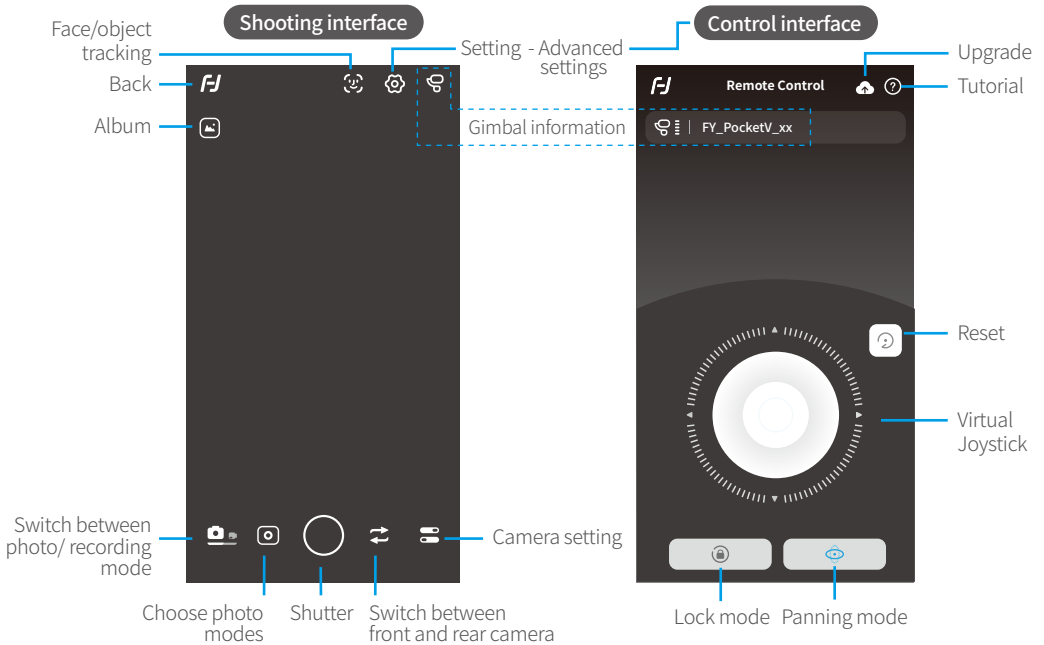 Shooting interface
Control interface
Face/object
tracking
Setting - Advanced
settings
Upgrade
Back
Remote Control
Tutorial
Album
Gimbal information
FY_PocketV_xx
Reset
Virtual
Joystick
Switch between
photo/ recording
mode
Camera setting
Choose photo
modes
Shutter
Switch between
front and rear camera
Lock mode
Panning mode